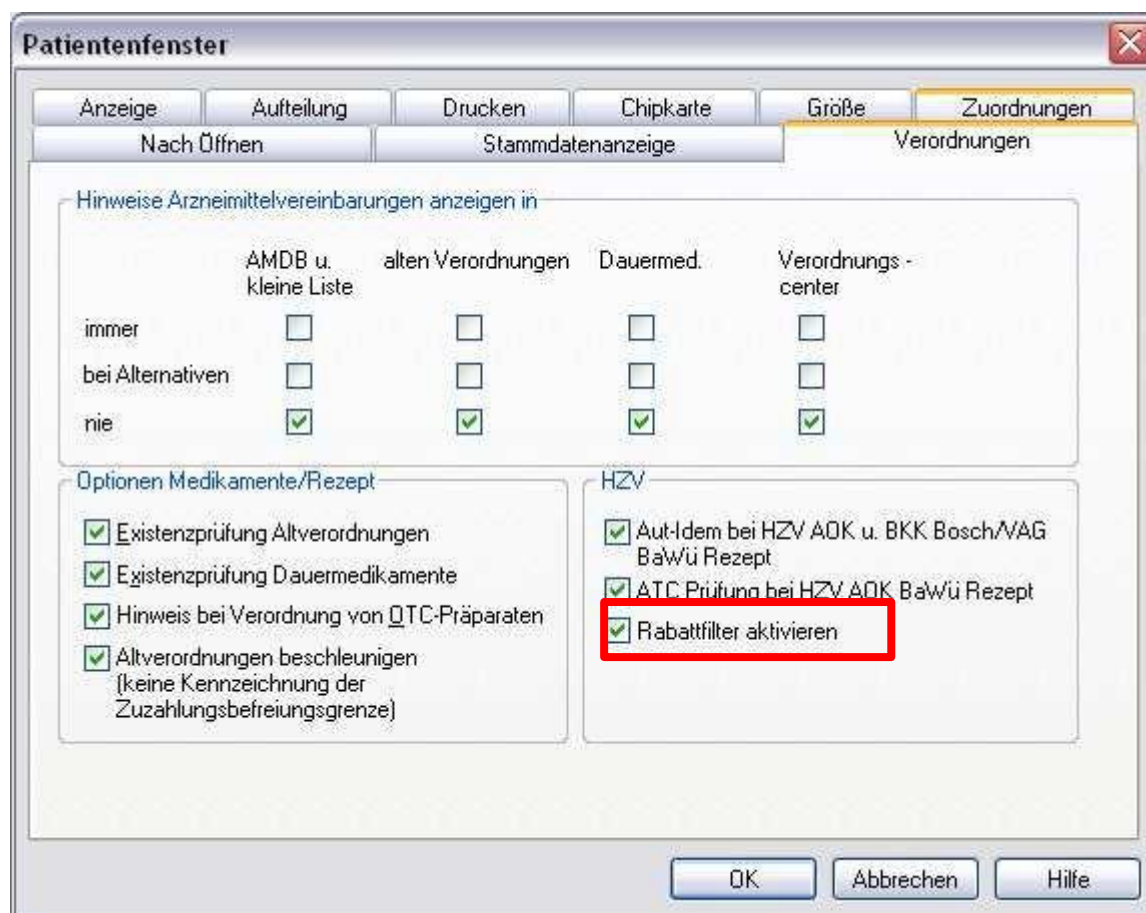 Patientenfenster
Anzeige Aufteilung Drucken Chipkarte Größe Zuordnungen
Nach Öffnen Stammdatenanzeige Verordnungen
Hinweise Arzneimittelvereinbarungen anzeigen in
AMDB u. alten Verordnungen Dauermed. Verordnungs -
kleine Liste center
immer
bei Alternativen
nie
Optionen Medikamente/Rezept
Existenzprüfung Altverordnungen
Existenzprüfung Dauermedikamente
Hinweis bei Verordnung von OTC-Präparaten
Altverordnungen beschleunigen
(keine Kennzeichnung der
Zuzahlungsbefreiungsgrenze)
HZV
Aut-Idem bei HZV AOK u. BKK Bosch/VAG
BaWü Rezept
ATC Prüfung bei HZV AOK BaWü Rezept
Rabattfilter aktivieren
OK Abbrechen Hilfe